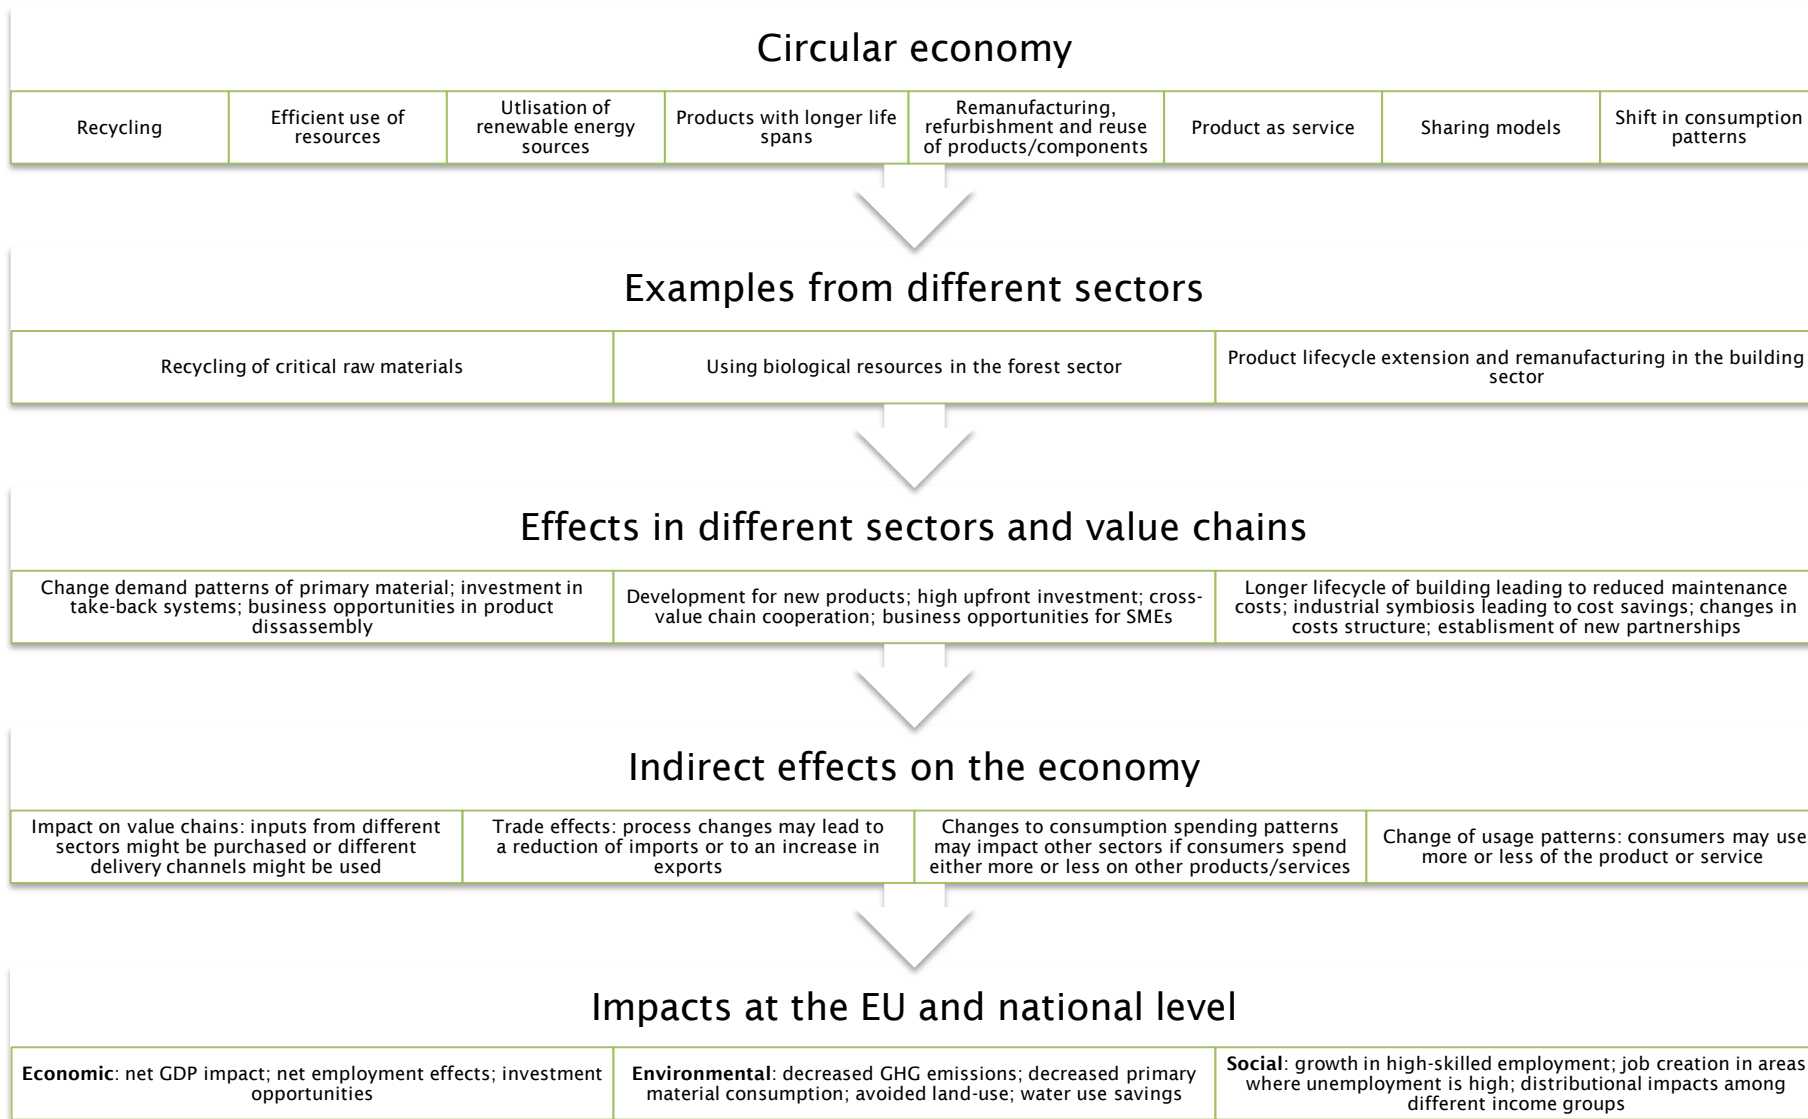 Circular economy
Recycling
Efficient use of
resources
Utlisation of
renewable energy
sources
Products with longer life
spans
Remanufacturing,
refurbishment and reuse
of products/components
Product as service
Sharing models
Shift in consumption
patterns
Examples from different sectors
Recycling of critical raw materials
Using biological resources in the forest sector
Product lifecycle extension and remanufacturing in the building
sector
Effects in different sectors and value chains
Change demand patterns of primary material; investment in
take-back systems; business opportunities in product
dissassembly
Development for new products; high upfront investment; cross-
value chain cooperation; business opportunities for SMEs
Longer lifecycle of building leading to reduced maintenance
costs; industrial symbiosis leading to cost savings; changes in
costs structure; establisment of new partnerships
Indirect effects on the economy
Impact on value chains: inputs from different
sectors might be purchased or different
delivery channels might be used
Trade effects: process changes may lead to
a reduction of imports or to an increase in
exports
Changes to consumption spending patterns
may impact other sectors if consumers spend
either more or less on other products/services
Change of usage patterns: consumers may use
more or less of the product or service
Impacts at the EU and national level
Economic: net GDP impact; net employment effects; investment
opportunities
Environmental: decreased GHG emissions; decreased primary
material consumption; avoided land-use; water use savings
Social: growth in high-skilled employment; job creation in areas
where unemployment is high; distributional impacts among
different income groups